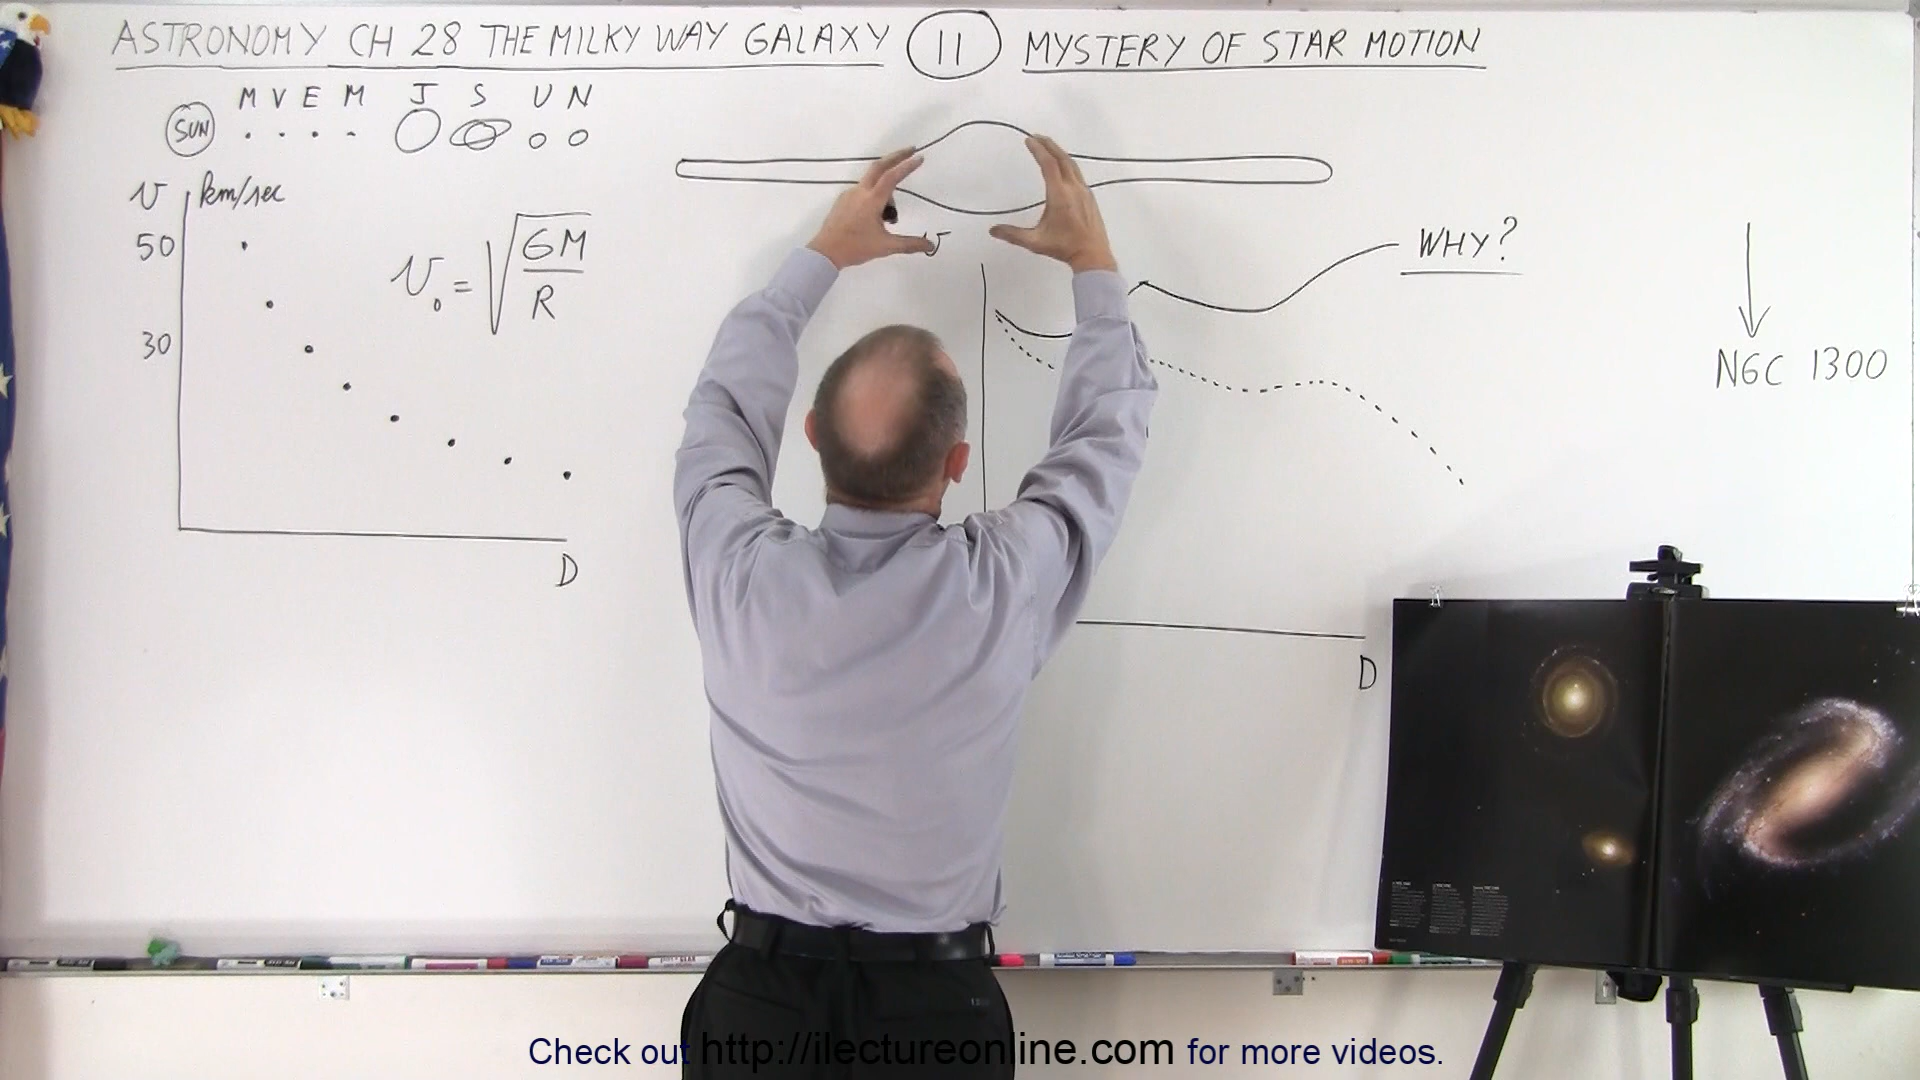 ASTRONOMY CH 28 THE MILKY WAY GALAXY 11 MYSTERY OF STAR MOTION
M V E M J S U N
SUN
v km/sec
50
30
v₀ = √GM/R
D
v
WHY?
NGC 1300
D
Check out http://ilectureonline.com for more videos.